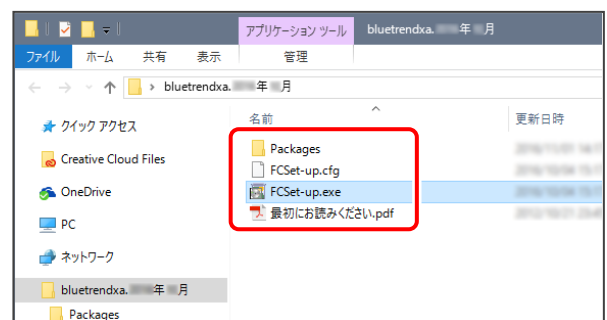 アプリケーション ツール bluetrendxa. 年 月
ファイル ホーム 共有 表示 管理
bluetrendxa. 年 月
名前 更新日時
クイック アクセス
Packages
Creative Cloud Files
FCSet-up.cfg
OneDrive
FCSet-up.exe
最初にお読みください.pdf
PC
ネットワーク
bluetrendxa. 年 月
Packages